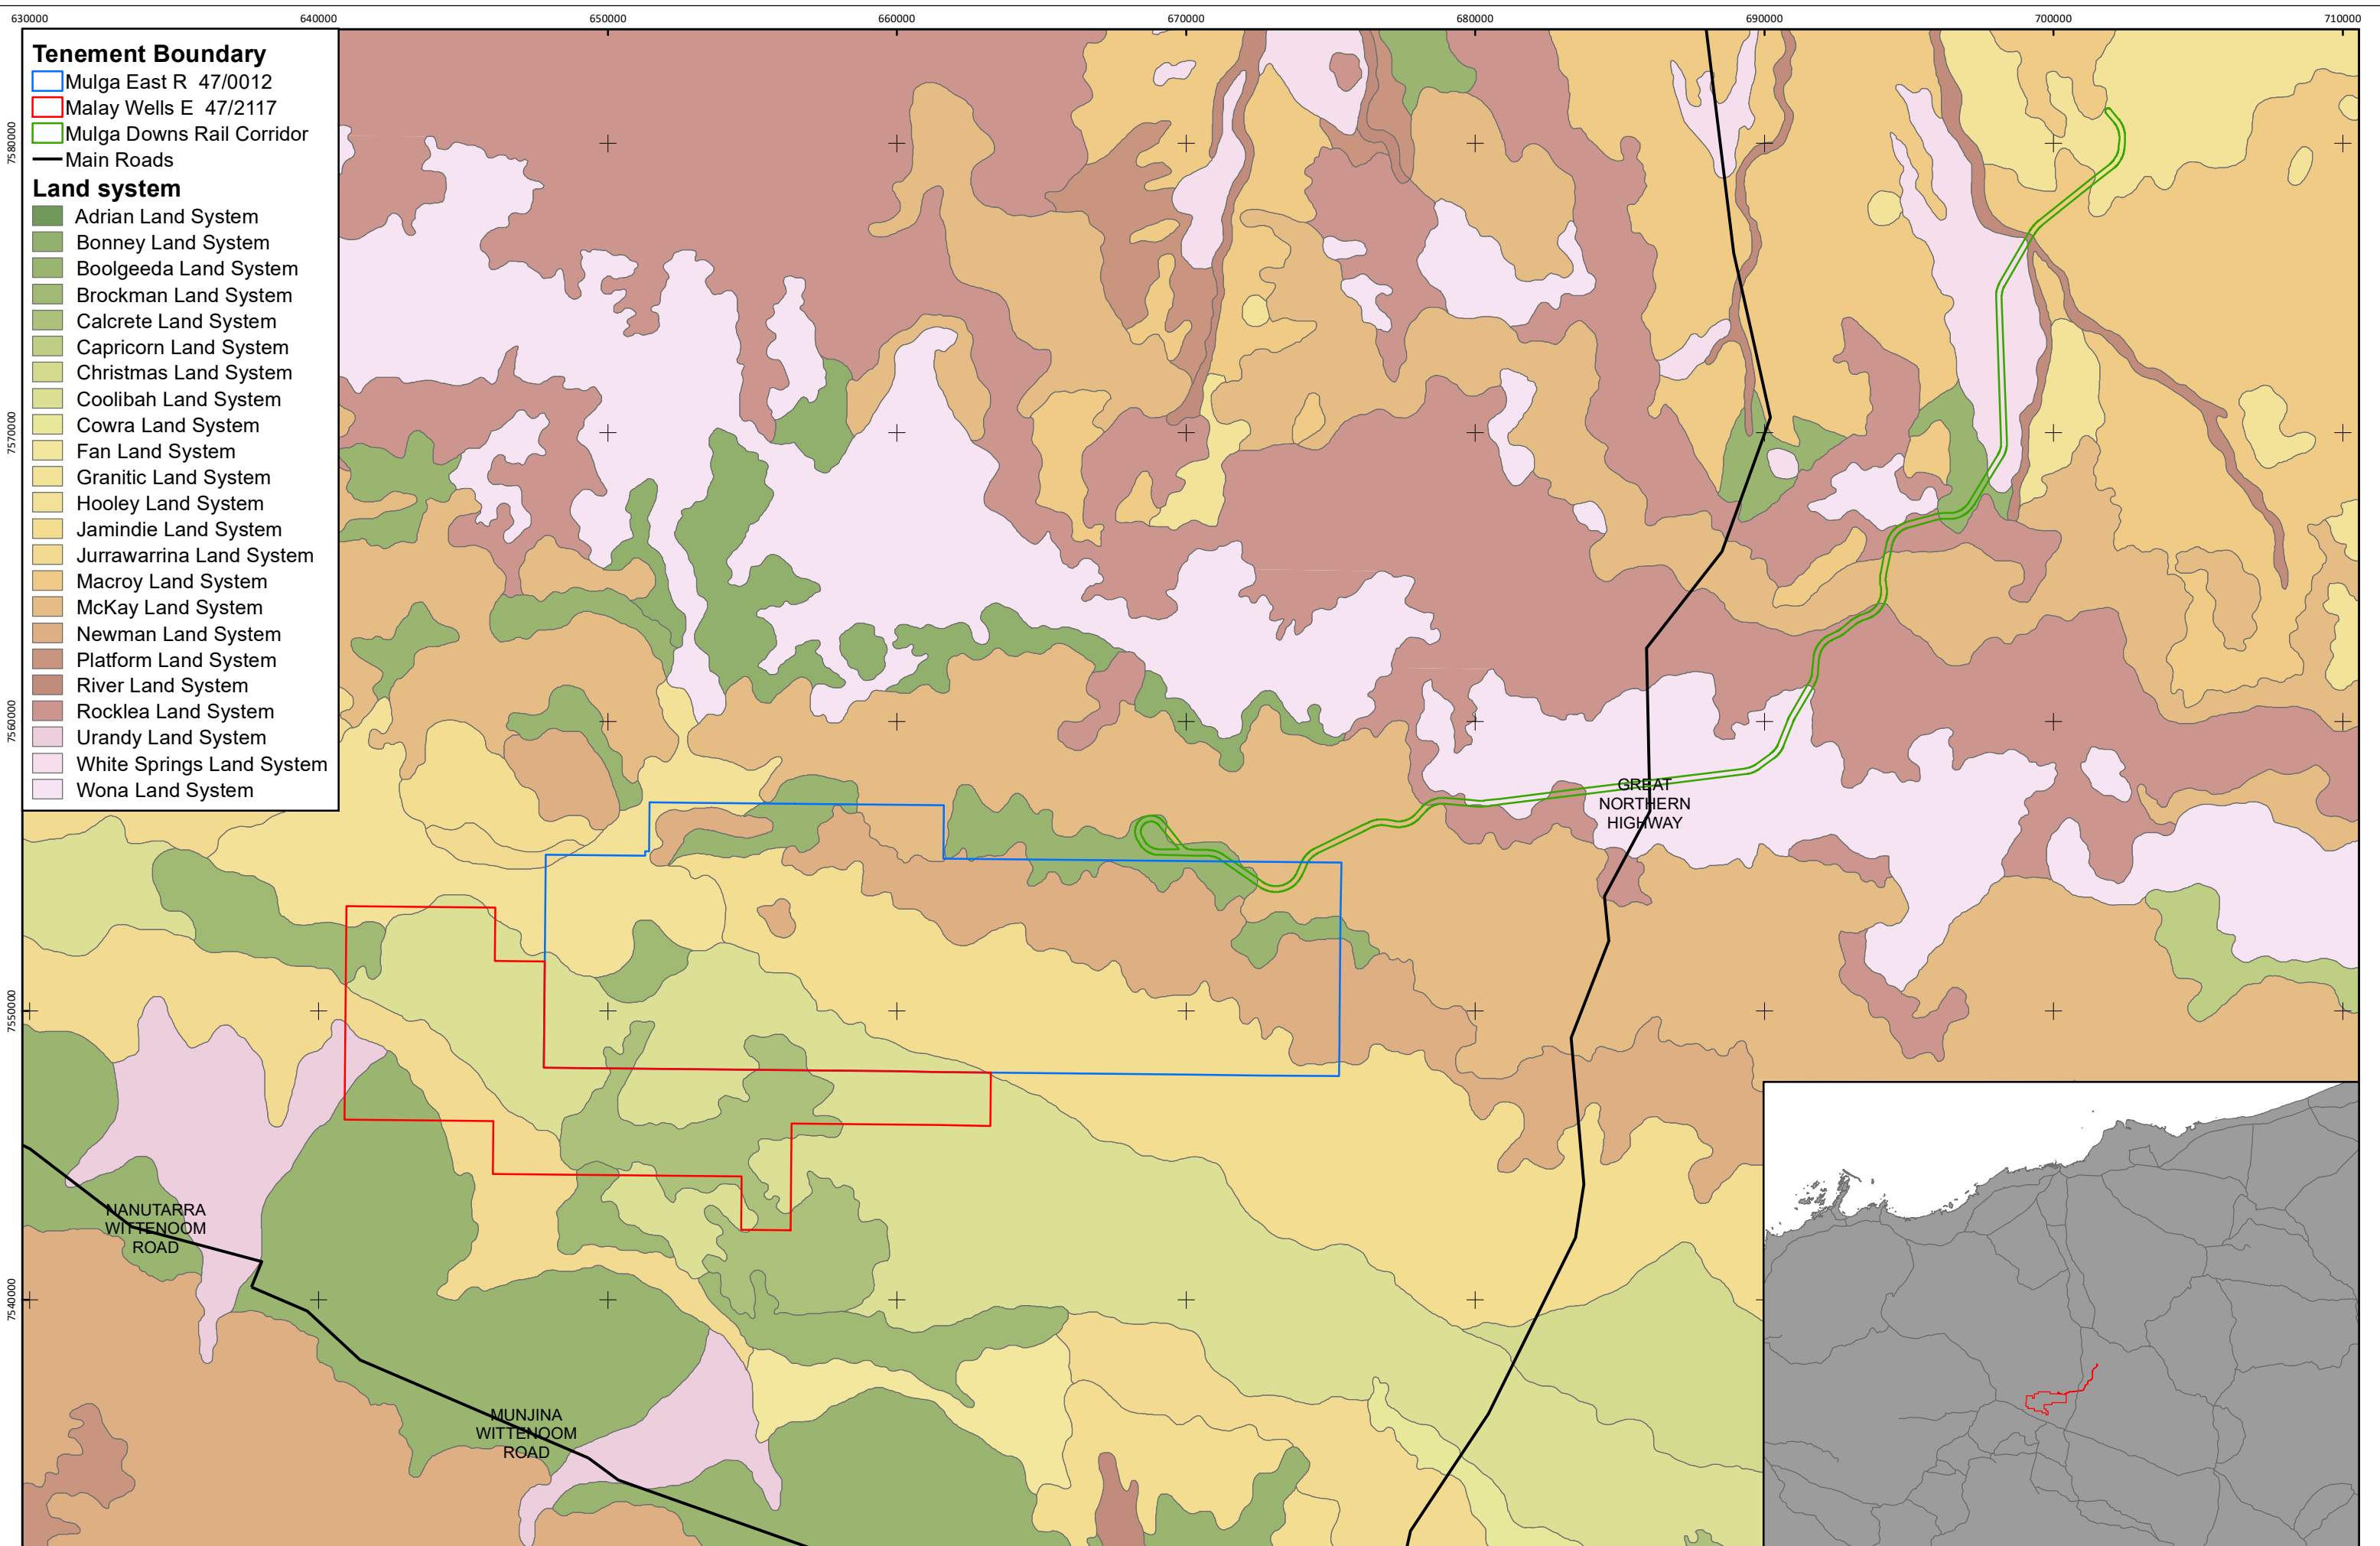 630000 640000 650000 660000 670000 680000 690000 700000 710000
Tenement Boundary
Mulga East R 47/0012
Malay Wells E 47/2117
Mulga Downs Rail Corridor
Main Roads
Land system
Adrian Land System
Bonney Land System
Boolgeeda Land System
Brockman Land System
Calcrete Land System
Capricorn Land System
Christmas Land System
Coolibah Land System
Cowra Land System
Fan Land System
Granitic Land System
Hooley Land System
Jamindie Land System
Jurrawarrina Land System
Macroy Land System
McKay Land System
Newman Land System
Platform Land System
River Land System
Rocklea Land System
Urandy Land System
White Springs Land System
Wona Land System
7580000
7570000
7560000
7550000
7540000
GREAT
NORTHERN
HIGHWAY
NANUTARRA
WITTENOOM
ROAD
MUNJINA
WITTENOOM
ROAD